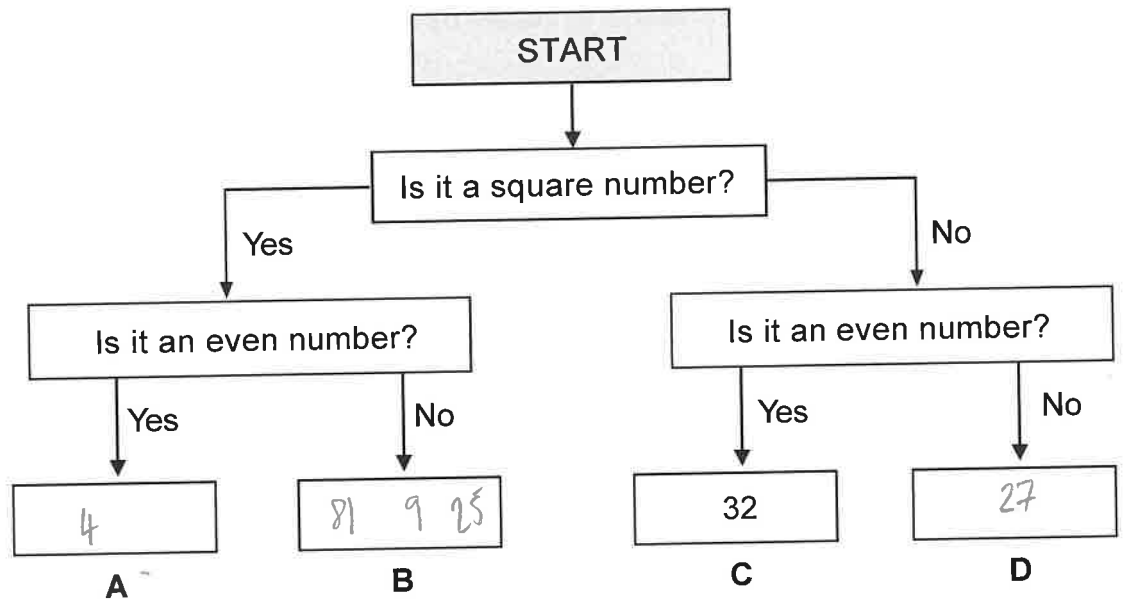 START
Is it a square number?
Yes
No
Is it an even number?
Is it an even number?
Yes
No
Yes
No
4
81 9 25
32
27
A
B
C
D